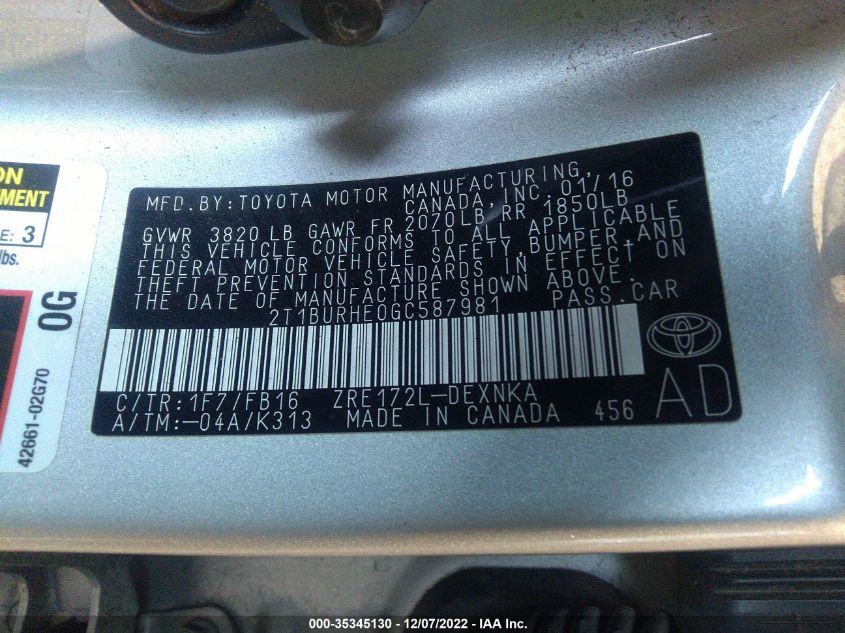 ON
NEMENT
E: 3
lbs.
0G
42661-02G70
MFD. BY: TOYOTA MOTOR MANUFACTURING,
CANADA, INC. 01/16
GVWR 3820 LB GAWR FR 2070LB, RR 1850LB
THIS VEHICLE CONFORMS TO ALL APPLICABLE
FEDERAL MOTOR VEHICLE SAFETY, BUMPER, AND
THEFT PREVENTION STANDARDS IN EFFECT ON
THE DATE OF MANUFACTURE SHOWN ABOVE.
2T1BURHE0GC587981 PASS.CAR
C/TR: 1F7/FB16 ZRE172L-DEXNKA
A/TM:-04A/K313 MADE IN CANADA 456
AD
000-35345130 - 12/07/2022 - IAA Inc.